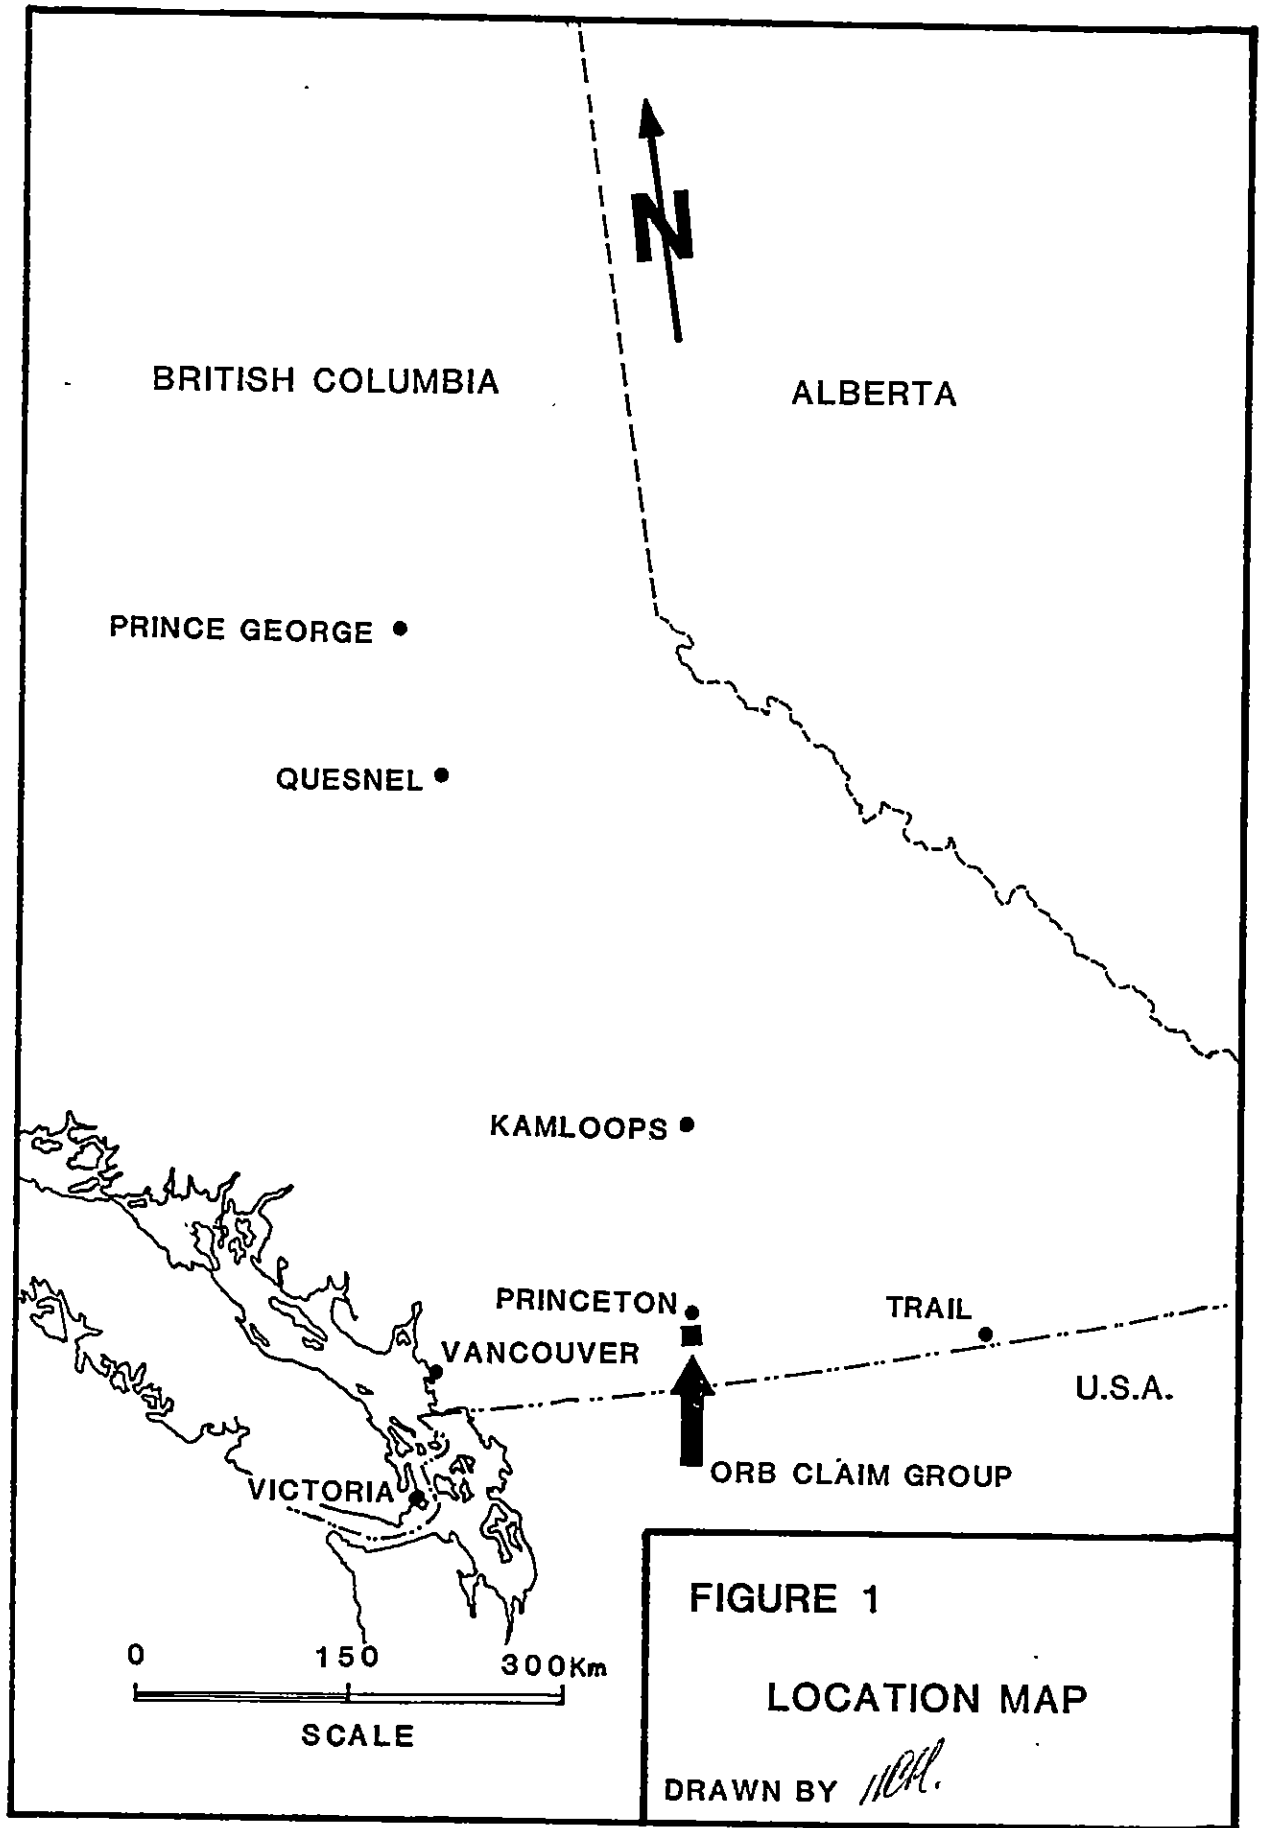 N
BRITISH COLUMBIA
ALBERTA
PRINCE GEORGE
QUESNEL
KAMLOOPS
PRINCETON
TRAIL
VANCOUVER
U.S.A.
ORB CLAIM GROUP
VICTORIA
FIGURE 1
0 150 300Km
SCALE
LOCATION MAP
DRAWN BY